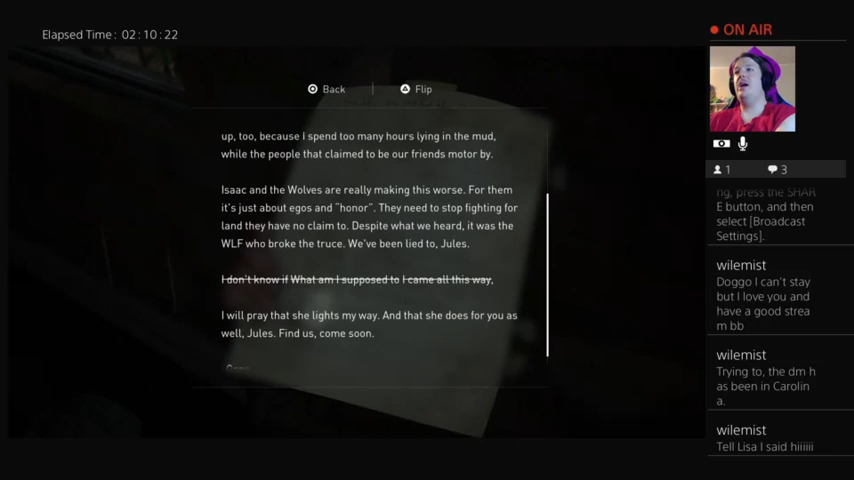 Elapsed Time: 02:10:22
Back
Flip
up, too, because I spend too many hours lying in the mud,
while the people that claimed to be our friends motor by.
Isaac and the Wolves are really making this worse. For them
it's just about egos and "honor". They need to stop fighting for
land they have no claim to. Despite what we heard, it was the
WLF who broke the truce. We've been lied to, Jules.
I don't know if What am I supposed to I came all this way,
I will pray that she lights my way. And that she does for you as
well, Jules. Find us, come soon.
ON AIR
1
3
ng, press the SHAR
E button, and then
select [Broadcast
Settings].
wilemist
Doggo I can't stay
but I love you and
have a good strea
m bb
wilemist
Trying to, the dm h
as been in Carolin
a.
wilemist
Tell Lisa I said hiiiiii